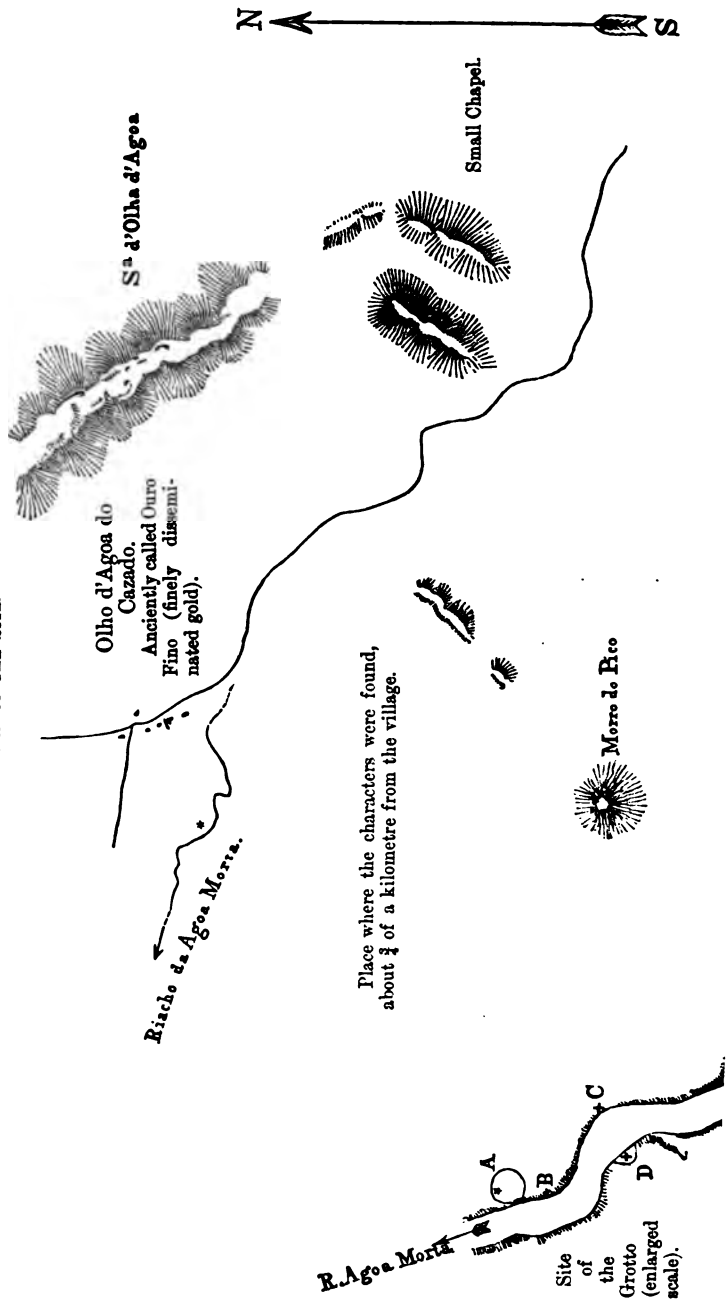 N
S
Sª d'Olha d'Agoa
Small Chapel.
Olho d'Agoa do
Cazado.
Anciently called Ouro
Fino (finely dissemi-
nated gold).
Riacho da Agoa Morta.
Place where the characters were found,
about ¾ of a kilometre from the village.
Morro do Pico
R. Agoa Morta
A
B
C
D
Site
of
the
Grotto
(enlarged
scale).